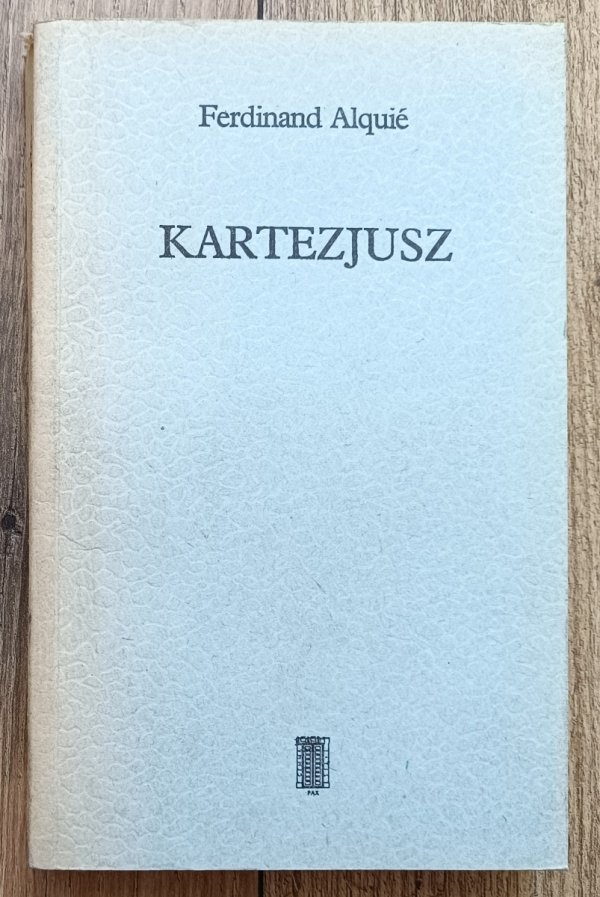 Ferdinand Alquié
KARTEZJUSZ
PAX